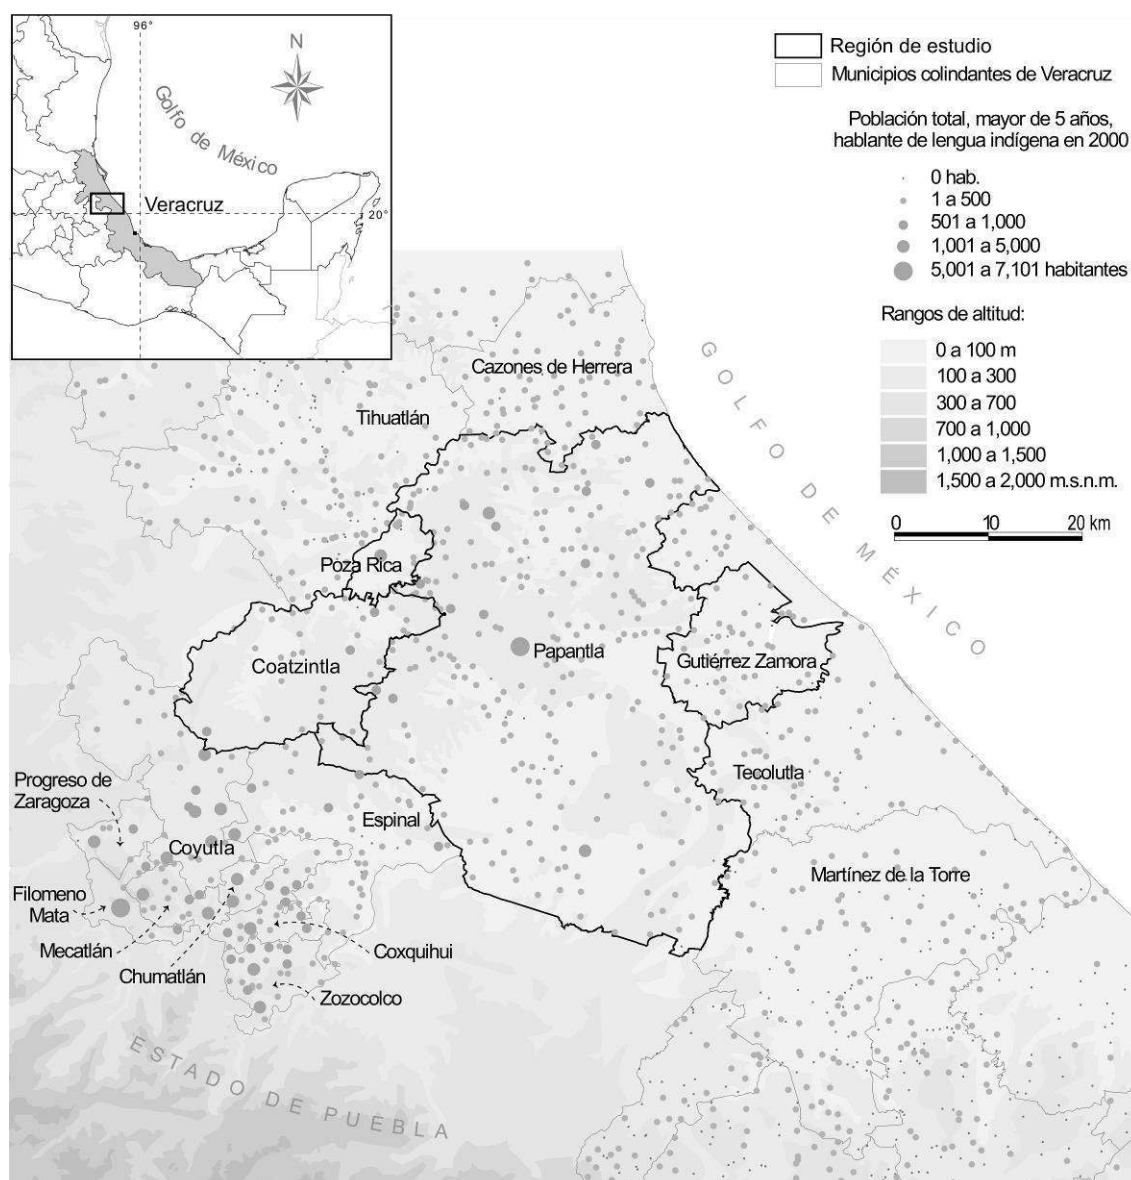 96°
N
Golfo de México
Veracruz
20°
Región de estudio
Municipios colindantes de Veracruz
Población total, mayor de 5 años,
hablante de lengua indígena en 2000
0 hab.
1 a 500
501 a 1,000
1,001 a 5,000
5,001 a 7,101 habitantes
Rangos de altitud:
0 a 100 m
100 a 300
300 a 700
700 a 1,000
1,000 a 1,500
1,500 a 2,000 m.s.n.m.
0 10 20 km
GOLFO DE MÉXICO
Cazones de Herrera
Tihuatlán
Poza Rica
Papantla
Coatzintla
Gutiérrez Zamora
Tecolutla
Progreso de
Zaragoza
Espinal
Coyutla
Martínez de la Torre
Filomeno
Mata
Mecatlán
Chumatlán
Coxquihui
Zozocolco
ESTADO DE PUEBLA